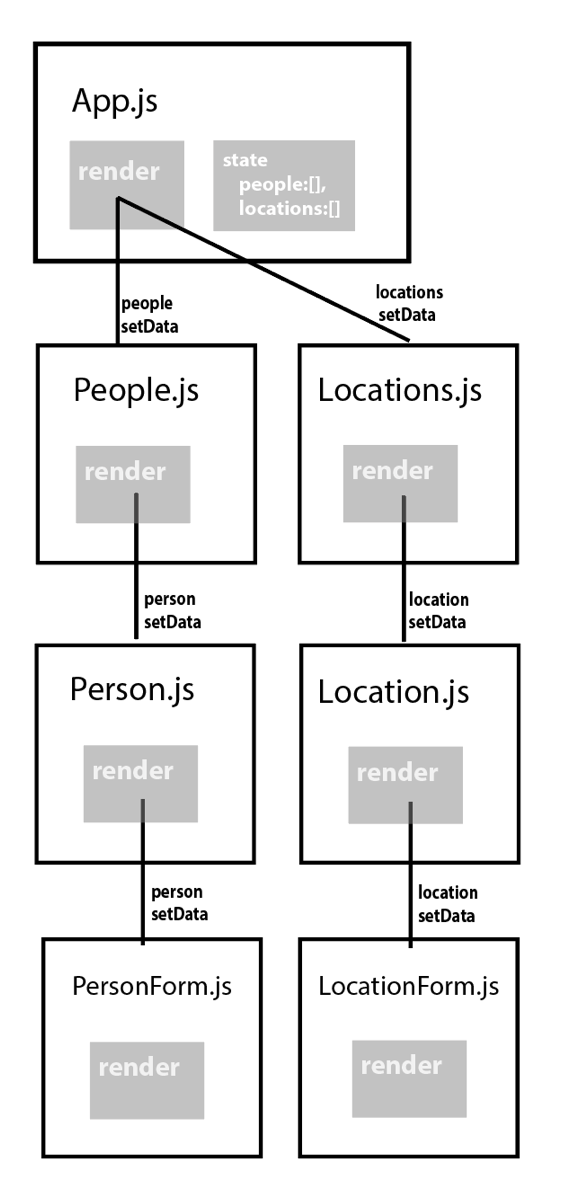 App.js
render
state
people:[],
locations:[]
people
setData
locations
setData
People.js
render
Locations.js
render
person
setData
location
setData
Person.js
render
Location.js
render
person
setData
location
setData
PersonForm.js
render
LocationForm.js
render